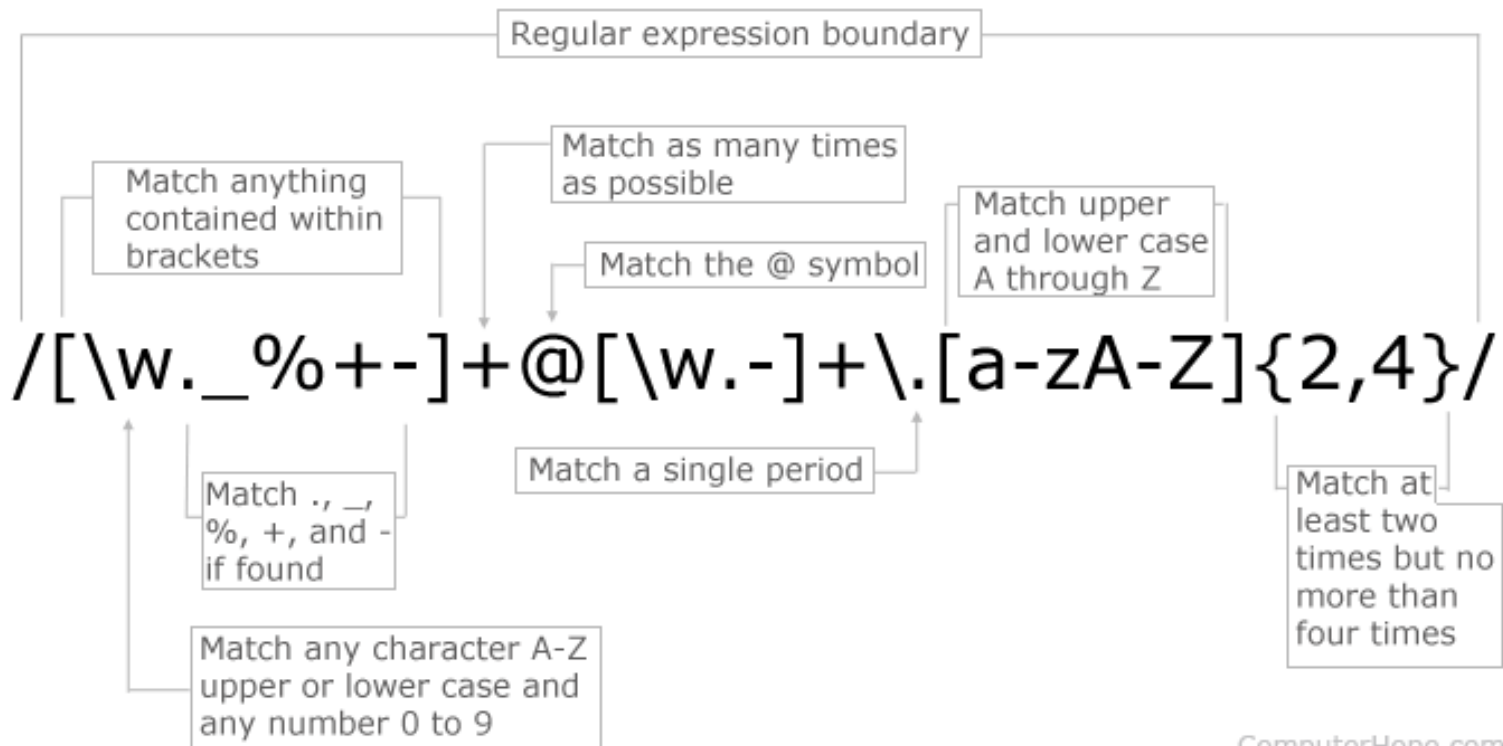 Regular expression boundary
Match as many times
as possible
Match anything
contained within
brackets
Match upper
and lower case
A through Z
Match the @ symbol
/[\w._%+-]+@[\w.-]+\.[a-zA-Z]{2,4}/
Match a single period
Match ., _,
%, +, and -
if found
Match at
least two
times but no
more than
four times
Match any character A-Z
upper or lower case and
any number 0 to 9
ComputerHope.com